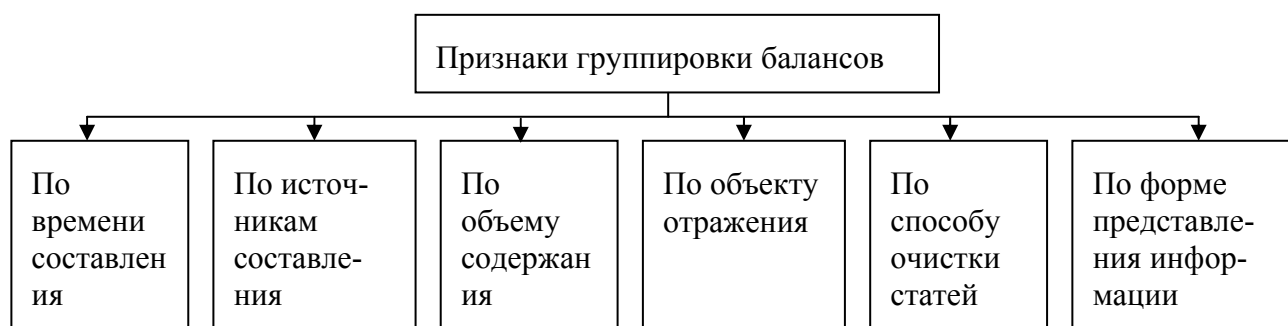 Признаки группировки балансов
По
времени
составлен
ия
По источ-
никам
составле-
ния
По
объему
содержан
ия
По объекту
отражения
По
способу
очистки
статей
По форме
представле-
ния инфор-
мации